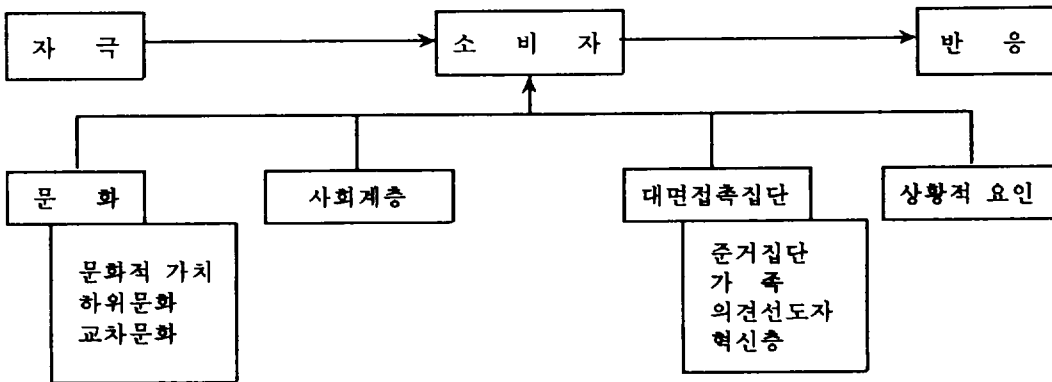 자 극
소 비 자
반 응
문 화
사회계층
대면접촉집단
상황적 요인
문화적 가치
하위문화
교차문화
준거집단
가 족
의견선도자
혁신층